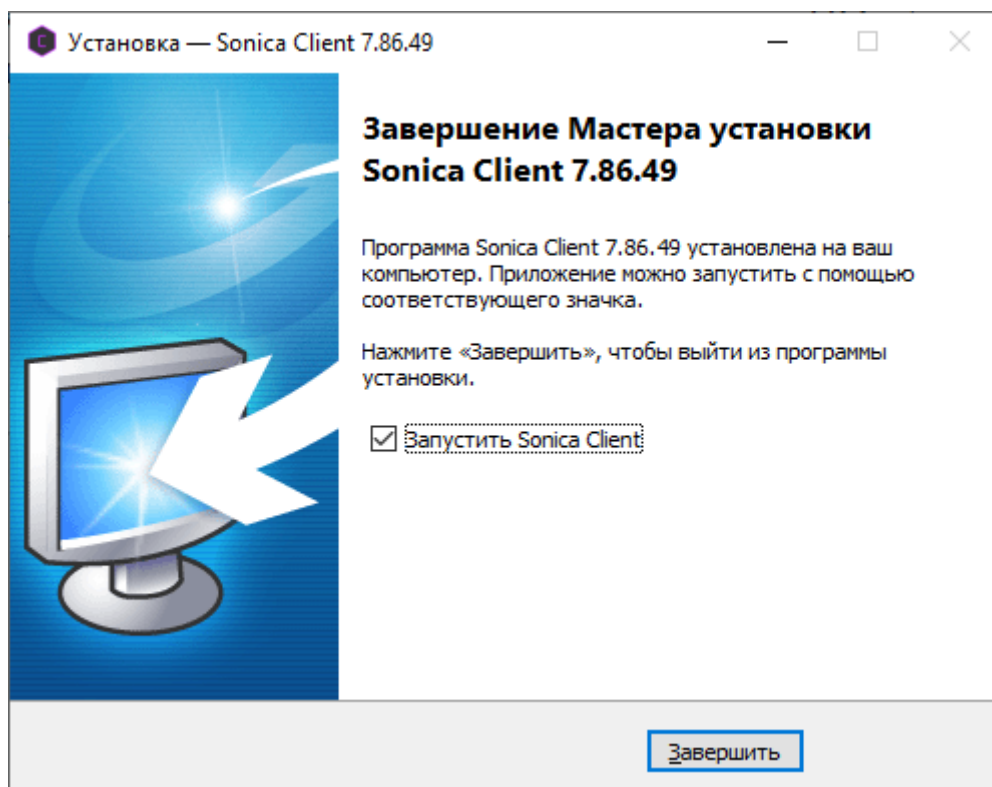 Установка — Sonica Client 7.86.49
Завершение Мастера установки
Sonica Client 7.86.49
Программа Sonica Client 7.86.49 установлена на ваш
компьютер. Приложение можно запустить с помощью
соответствующего значка.
Нажмите «Завершить», чтобы выйти из программы
установки.
Запустить Sonica Client
Завершить